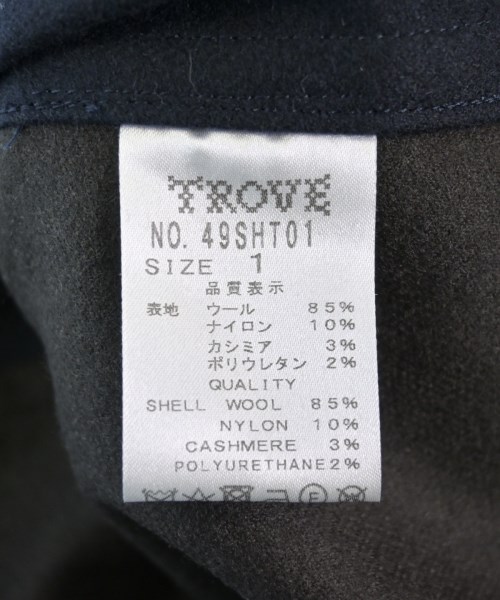 TROVE
NO. 49SHT01
SIZE 1
品質表示
表地 ウール 85%
ナイロン 10%
カシミア 3%
ポリウレタン 2%
QUALITY
SHELL WOOL 85%
NYLON 10%
CASHMERE 3%
POLYURETHANE 2%